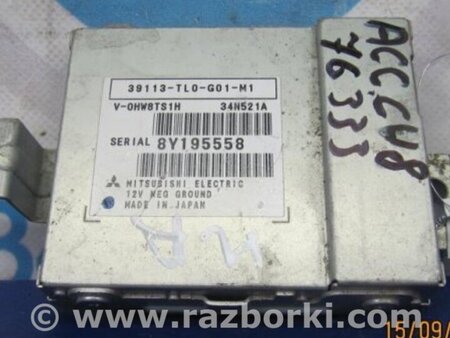 39113-TL0-G01-M1
V-0HW8TS1H 34N521A
SERIAL 8Y195558
MITSUBISHI ELECTRIC
12V NEG GROUND
MADE IN JAPAN
ACC CU8
76333
www.razborki.com
15/09/